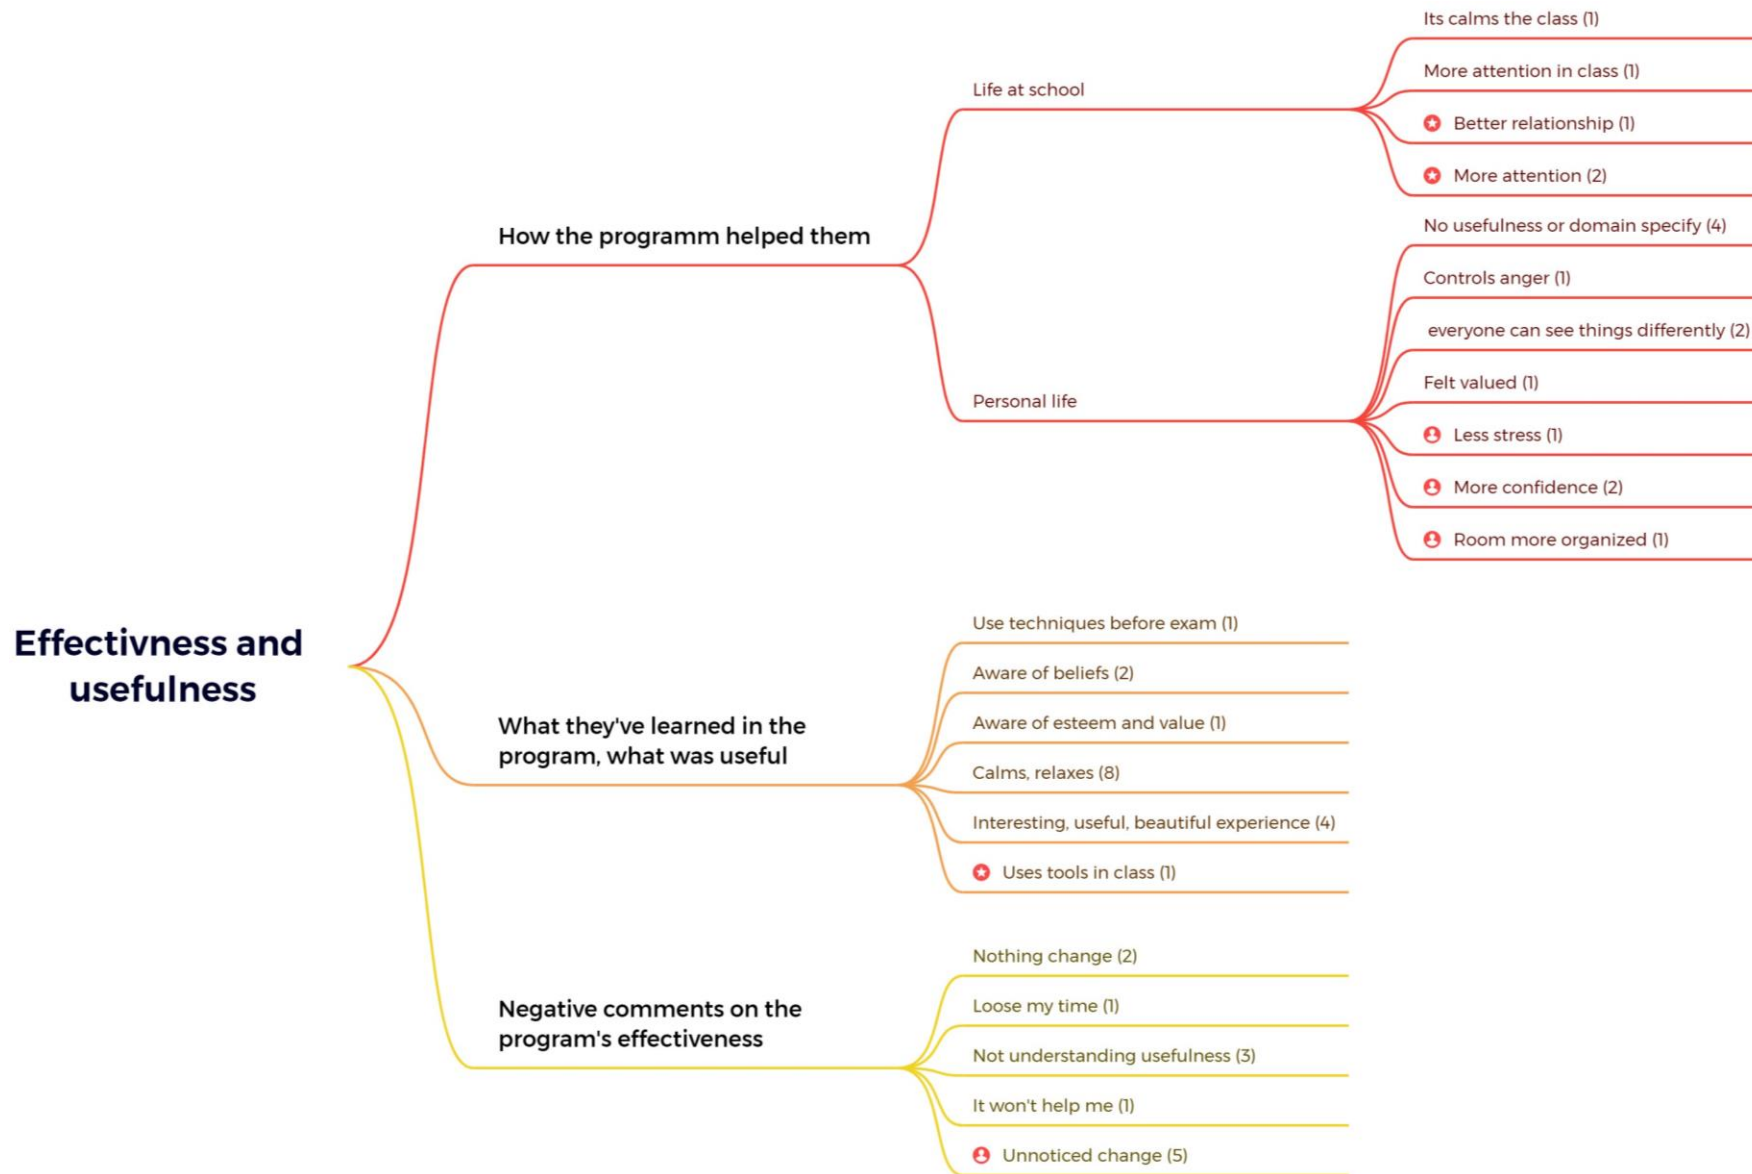 Effectivness and
usefulness
How the programm helped them
Life at school
Its calms the class (1)
More attention in class (1)
Better relationship (1)
More attention (2)
Personal life
No usefulness or domain specify (4)
Controls anger (1)
everyone can see things differently (2)
Felt valued (1)
Less stress (1)
More confidence (2)
Room more organized (1)
What they've learned in the
program, what was useful
Use techniques before exam (1)
Aware of beliefs (2)
Aware of esteem and value (1)
Calms, relaxes (8)
Interesting, useful, beautiful experience (4)
Uses tools in class (1)
Negative comments on the
program's effectiveness
Nothing change (2)
Loose my time (1)
Not understanding usefulness (3)
It won't help me (1)
Unnoticed change (5)